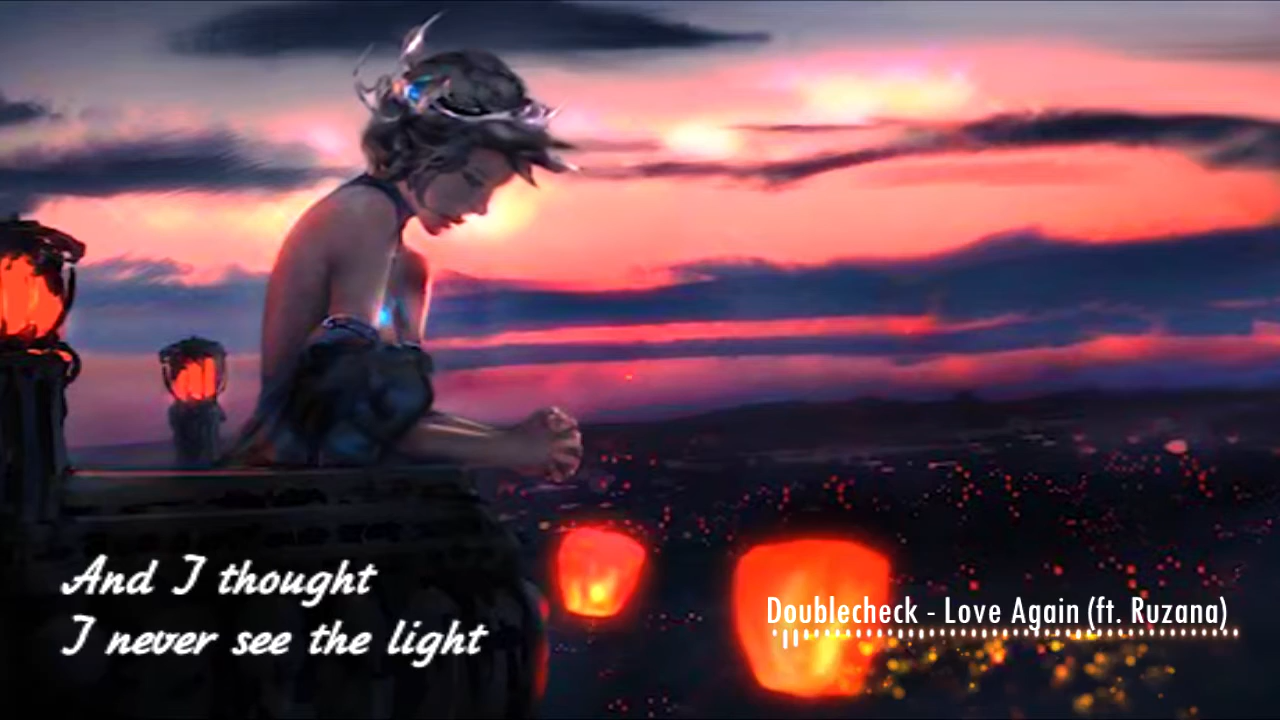 And I thought
I never see the light
Doublecheck - Love Again (ft. Ruzana)